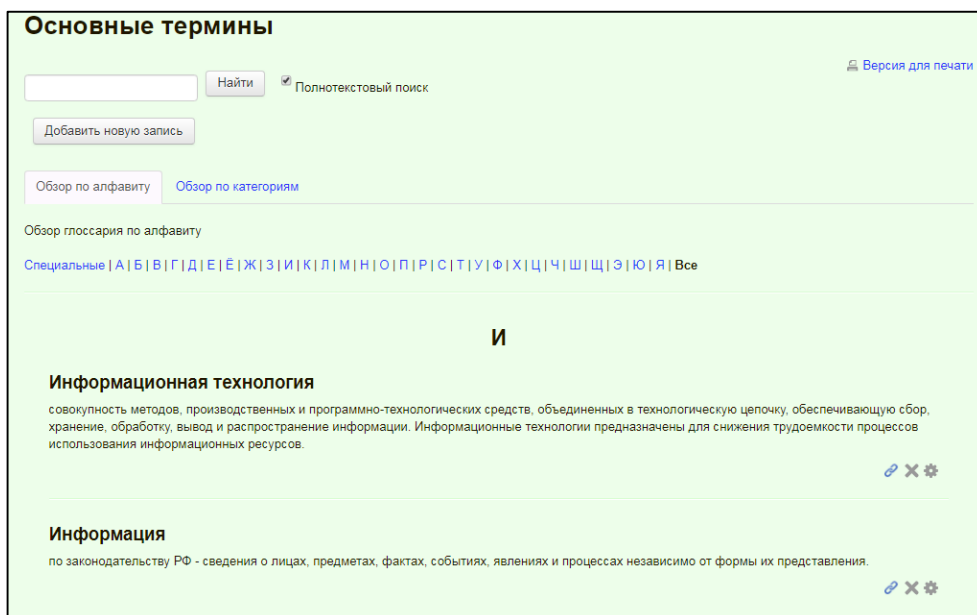 Основные термины
Версия для печати
Найти
Полнотекстовый поиск
Добавить новую запись
Обзор по алфавиту Обзор по категориям
Обзор глоссария по алфавиту
Специальные | А | Б | В | Г | Д | Е | Ё | Ж | З | И | К | Л | М | Н | О | П | Р | С | Т | У | Ф | Х | Ц | Ч | Ш | Щ | Э | Ю | Я | Все
И
Информационная технология
совокупность методов, производственных и программно-технологических средств, объединенных в технологическую цепочку, обеспечивающую сбор,
хранение, обработку, вывод и распространение информации. Информационные технологии предназначены для снижения трудоемкости процессов
использования информационных ресурсов.
Информация
по законодательству РФ - сведения о лицах, предметах, фактах, событиях, явлениях и процессах независимо от формы их представления.